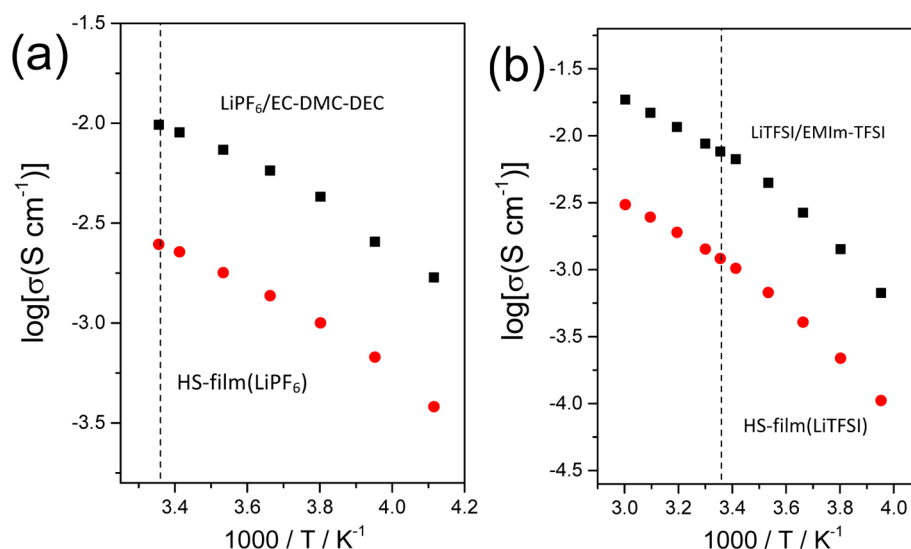 (a)
-1.5
-2.0
-2.5
-3.0
-3.5
log[σ(S cm⁻¹)]
LiPF₆/EC-DMC-DEC
HS-film(LiPF₆)
3.4 3.6 3.8 4.0 4.2
1000 / T / K⁻¹
(b)
-1.5
-2.0
-2.5
-3.0
-3.5
-4.0
-4.5
log[σ(S cm⁻¹)]
LiTFSI/EMIm-TFSI
HS-film(LiTFSI)
3.0 3.2 3.4 3.6 3.8 4.0
1000 / T / K⁻¹